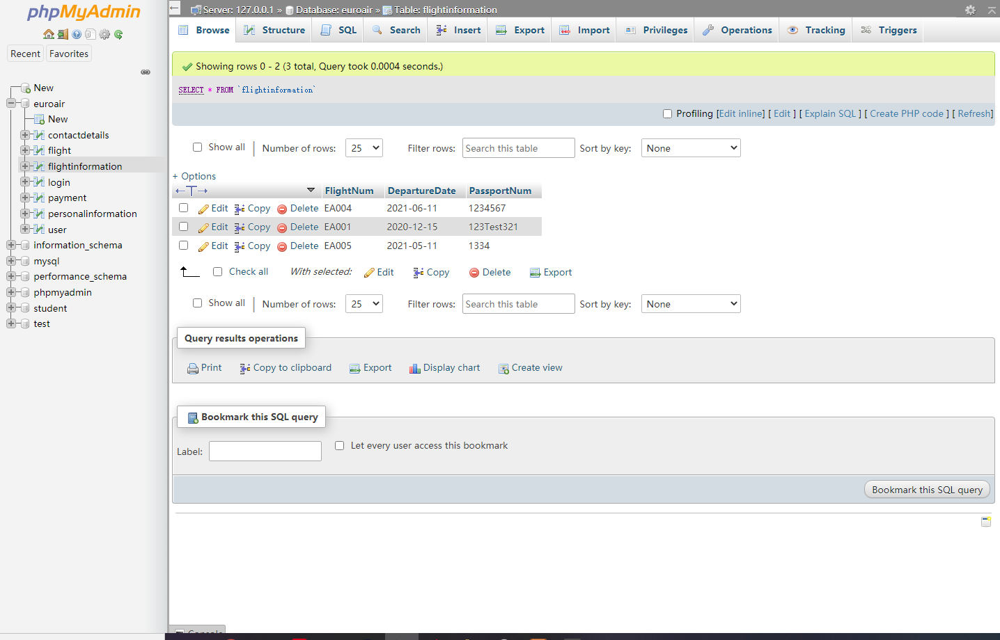 phpMyAdmin
Recent Favorites
New
euroair
New
contactdetails
flight
flightinformation
login
payment
personalinformation
user
information_schema
mysql
performance_schema
phpmyadmin
student
test
Server: 127.0.0.1 » Database: euroair » Table: flightinformation
Browse Structure SQL Search Insert Export Import Privileges Operations Tracking Triggers
Showing rows 0 - 2 (3 total, Query took 0.0004 seconds.)
SELECT * FROM `flightinformation`
Profiling [Edit inline] [ Edit ] [ Explain SQL ] [ Create PHP code ] [ Refresh]
Show all Number of rows: 25 Filter rows: Search this table Sort by key: None
+ Options
←T→ FlightNum DepartureDate PassportNum
Edit Copy Delete EA004 2021-06-11 1234567
Edit Copy Delete EA001 2020-12-15 123Test321
Edit Copy Delete EA005 2021-05-11 1334
Check all With selected: Edit Copy Delete Export
Show all Number of rows: 25 Filter rows: Search this table Sort by key: None
Query results operations
Print Copy to clipboard Export Display chart Create view
Bookmark this SQL query
Label: Let every user access this bookmark
Bookmark this SQL query
Console